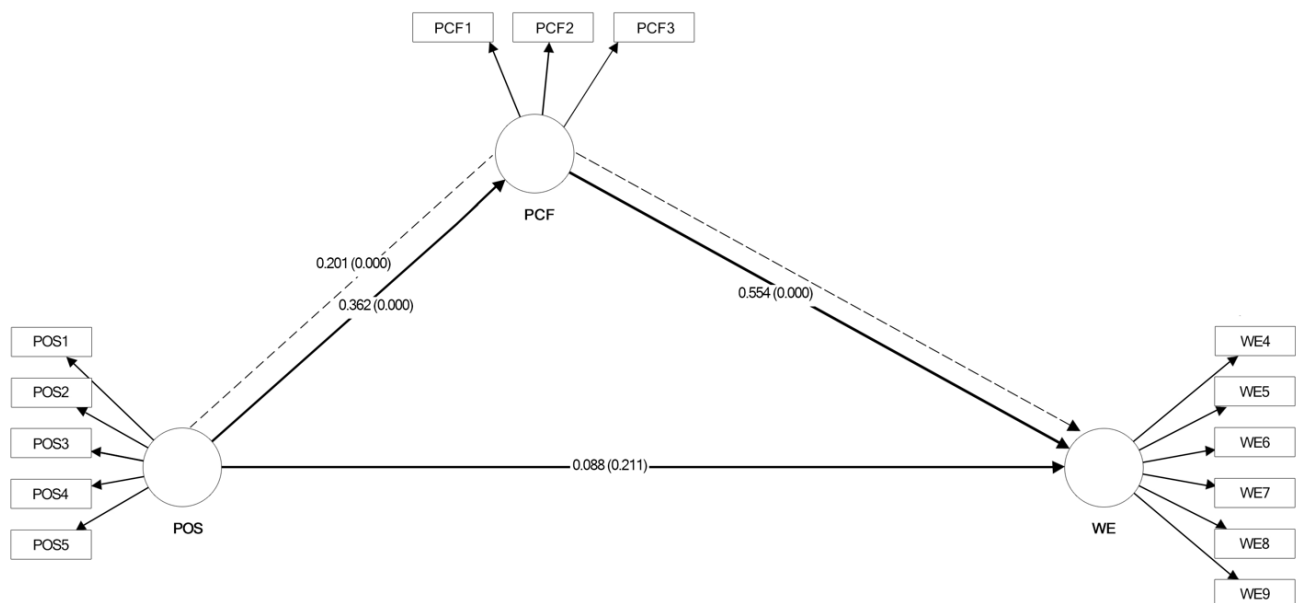 PCF1 PCF2 PCF3
PCF
0.201 (0.000)
0.362 (0.000)
0.554 (0.000)
POS1
POS2
POS3
POS4
POS5
POS
0.088 (0.211)
WE4
WE5
WE6
WE7
WE8
WE9
WE